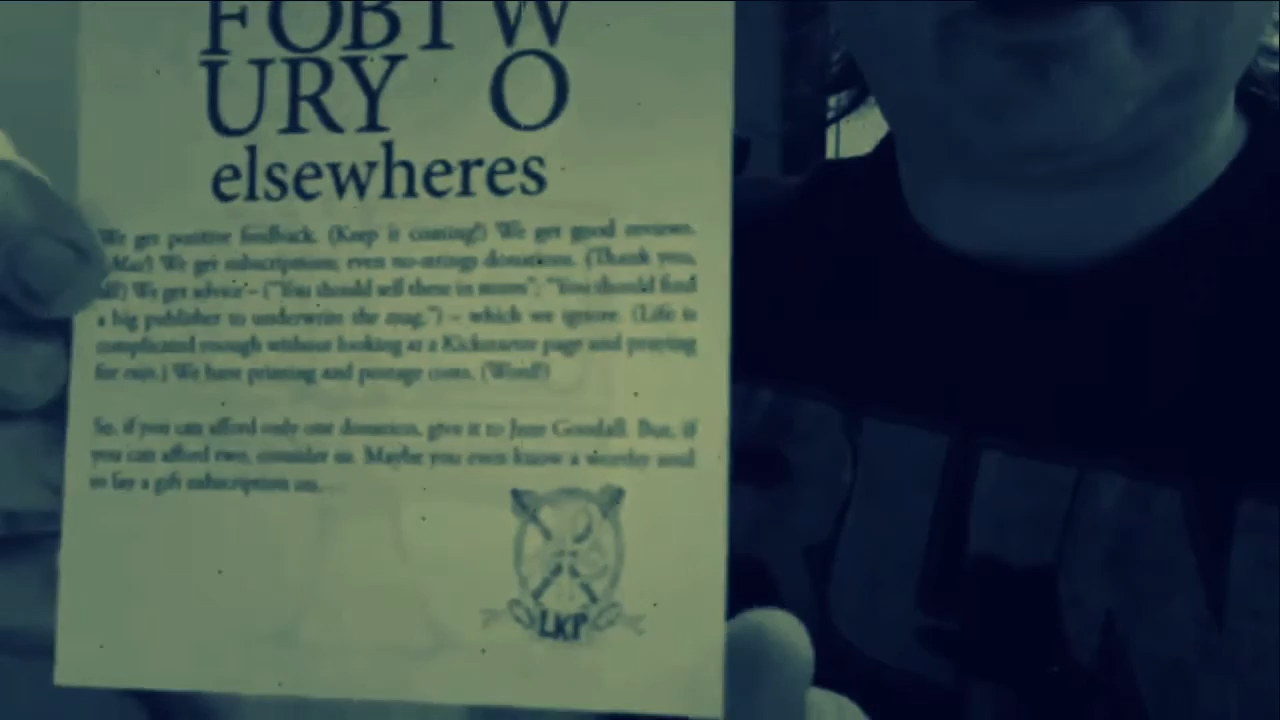 FOBTW
URY O
elsewheres
We get positive feedback. (Keep it coming!) We get good reviews.
We get subscriptions, even no-strings donations. (Thank you,
all!) We get advice – ("You should sell these in stores"; "You should find
a big publisher to underwrite the mag.") – which we ignore. (Life is
complicated enough without looking at a Kickstarter page and praying
for rain.) We have printing and postage costs. (Word!)
So, if you can afford only one donation, give it to Jane Goodall. But, if
you can afford two, consider us. Maybe you even know a worthy soul
to lay a gift subscription on.
LKP